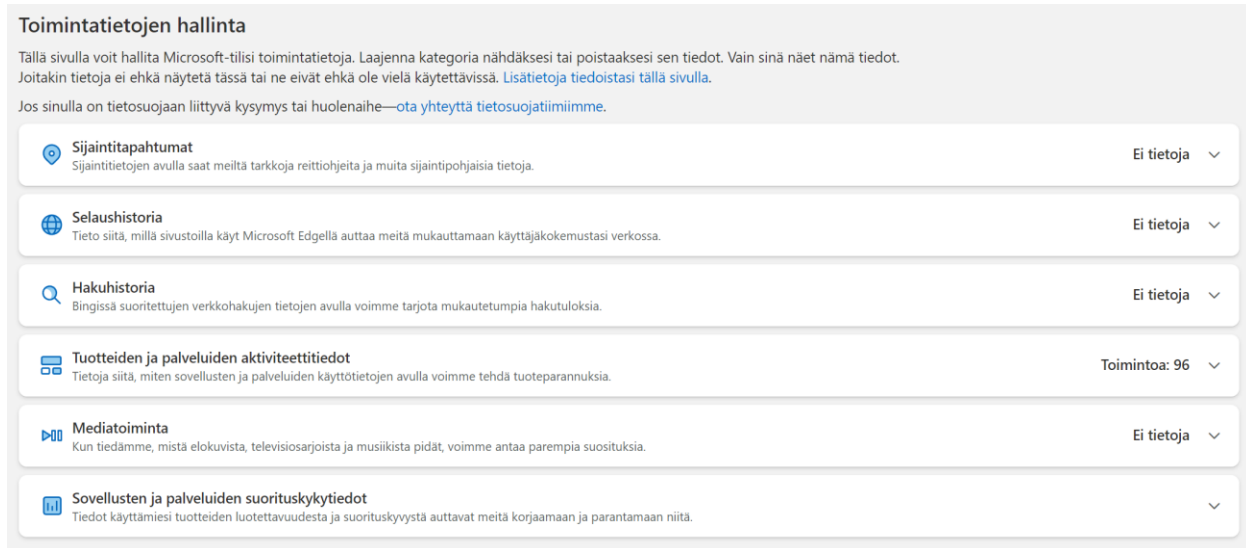 Toimintatietojen hallinta
Tällä sivulla voit hallita Microsoft-tilisi toimintatietoja. Laajenna kategoria nähdäksesi tai poistaaksesi sen tiedot. Vain sinä näet nämä tiedot.
Joitakin tietoja ei ehkä näytetä tässä tai ne eivät ehkä ole vielä käytettävissä. Lisätietoja tiedoistasi tällä sivulla.
Jos sinulla on tietosuojaan liittyvä kysymys tai huolenaihe—ota yhteyttä tietosuojatiimiimme.
Sijaintitapahtumat
Sijaintitietojen avulla saat meiltä tarkkoja reittiohjeita ja muita sijaintipohjaisia tietoja.
Ei tietoja
Selaushistoria
Tieto siitä, millä sivustoilla käyt Microsoft Edgellä auttaa meitä mukauttamaan käyttäjäkokemustasi verkossa.
Ei tietoja
Hakuhistoria
Bingissä suoritettujen verkkohakujen tietojen avulla voimme tarjota mukautetumpia hakutuloksia.
Ei tietoja
Tuotteiden ja palveluiden aktiviteettitiedot
Tietoja siitä, miten sovellusten ja palveluiden käyttötietojen avulla voimme tehdä tuoteparannuksia.
Toimintoa: 96
Mediatoiminta
Kun tiedämme, mistä elokuvista, televisiosarjoista ja musiikista pidät, voimme antaa parempia suosituksia.
Ei tietoja
Sovellusten ja palveluiden suorituskykytiedot
Tiedot käyttämiesi tuotteiden luotettavuudesta ja suorituskyvystä auttavat meitä korjaamaan ja parantamaan niitä.